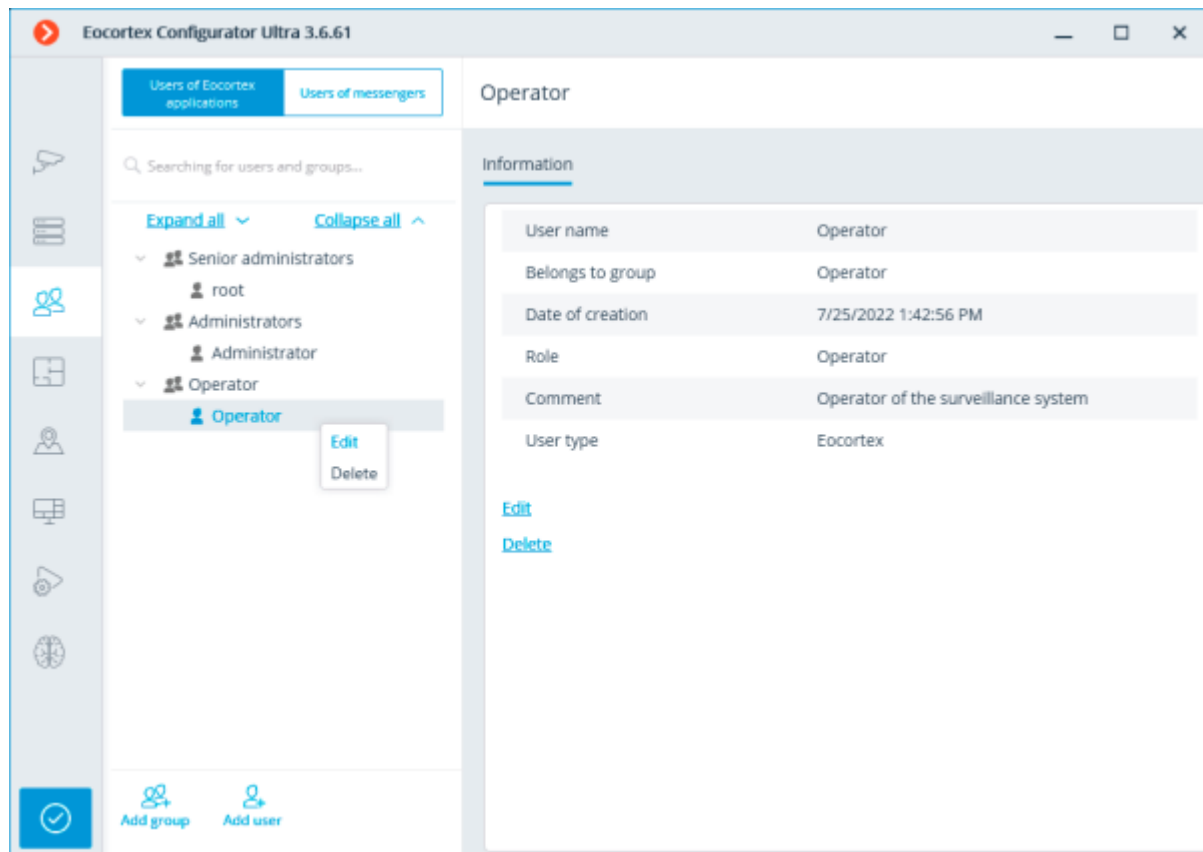 Eocortex Configurator Ultra 3.6.61
Users of Eocortex
applications
Users of messengers
Operator
Searching for users and groups...
Information
Expand all
Collapse all
User name
Operator
Senior administrators
Belongs to group
Operator
root
Administrators
Date of creation
7/25/2022 1:42:56 PM
Administrator
Role
Operator
Operator
Comment
Operator of the surveillance system
Operator
Edit
User type
Eocortex
Delete
Edit
Delete
Add group
Add user